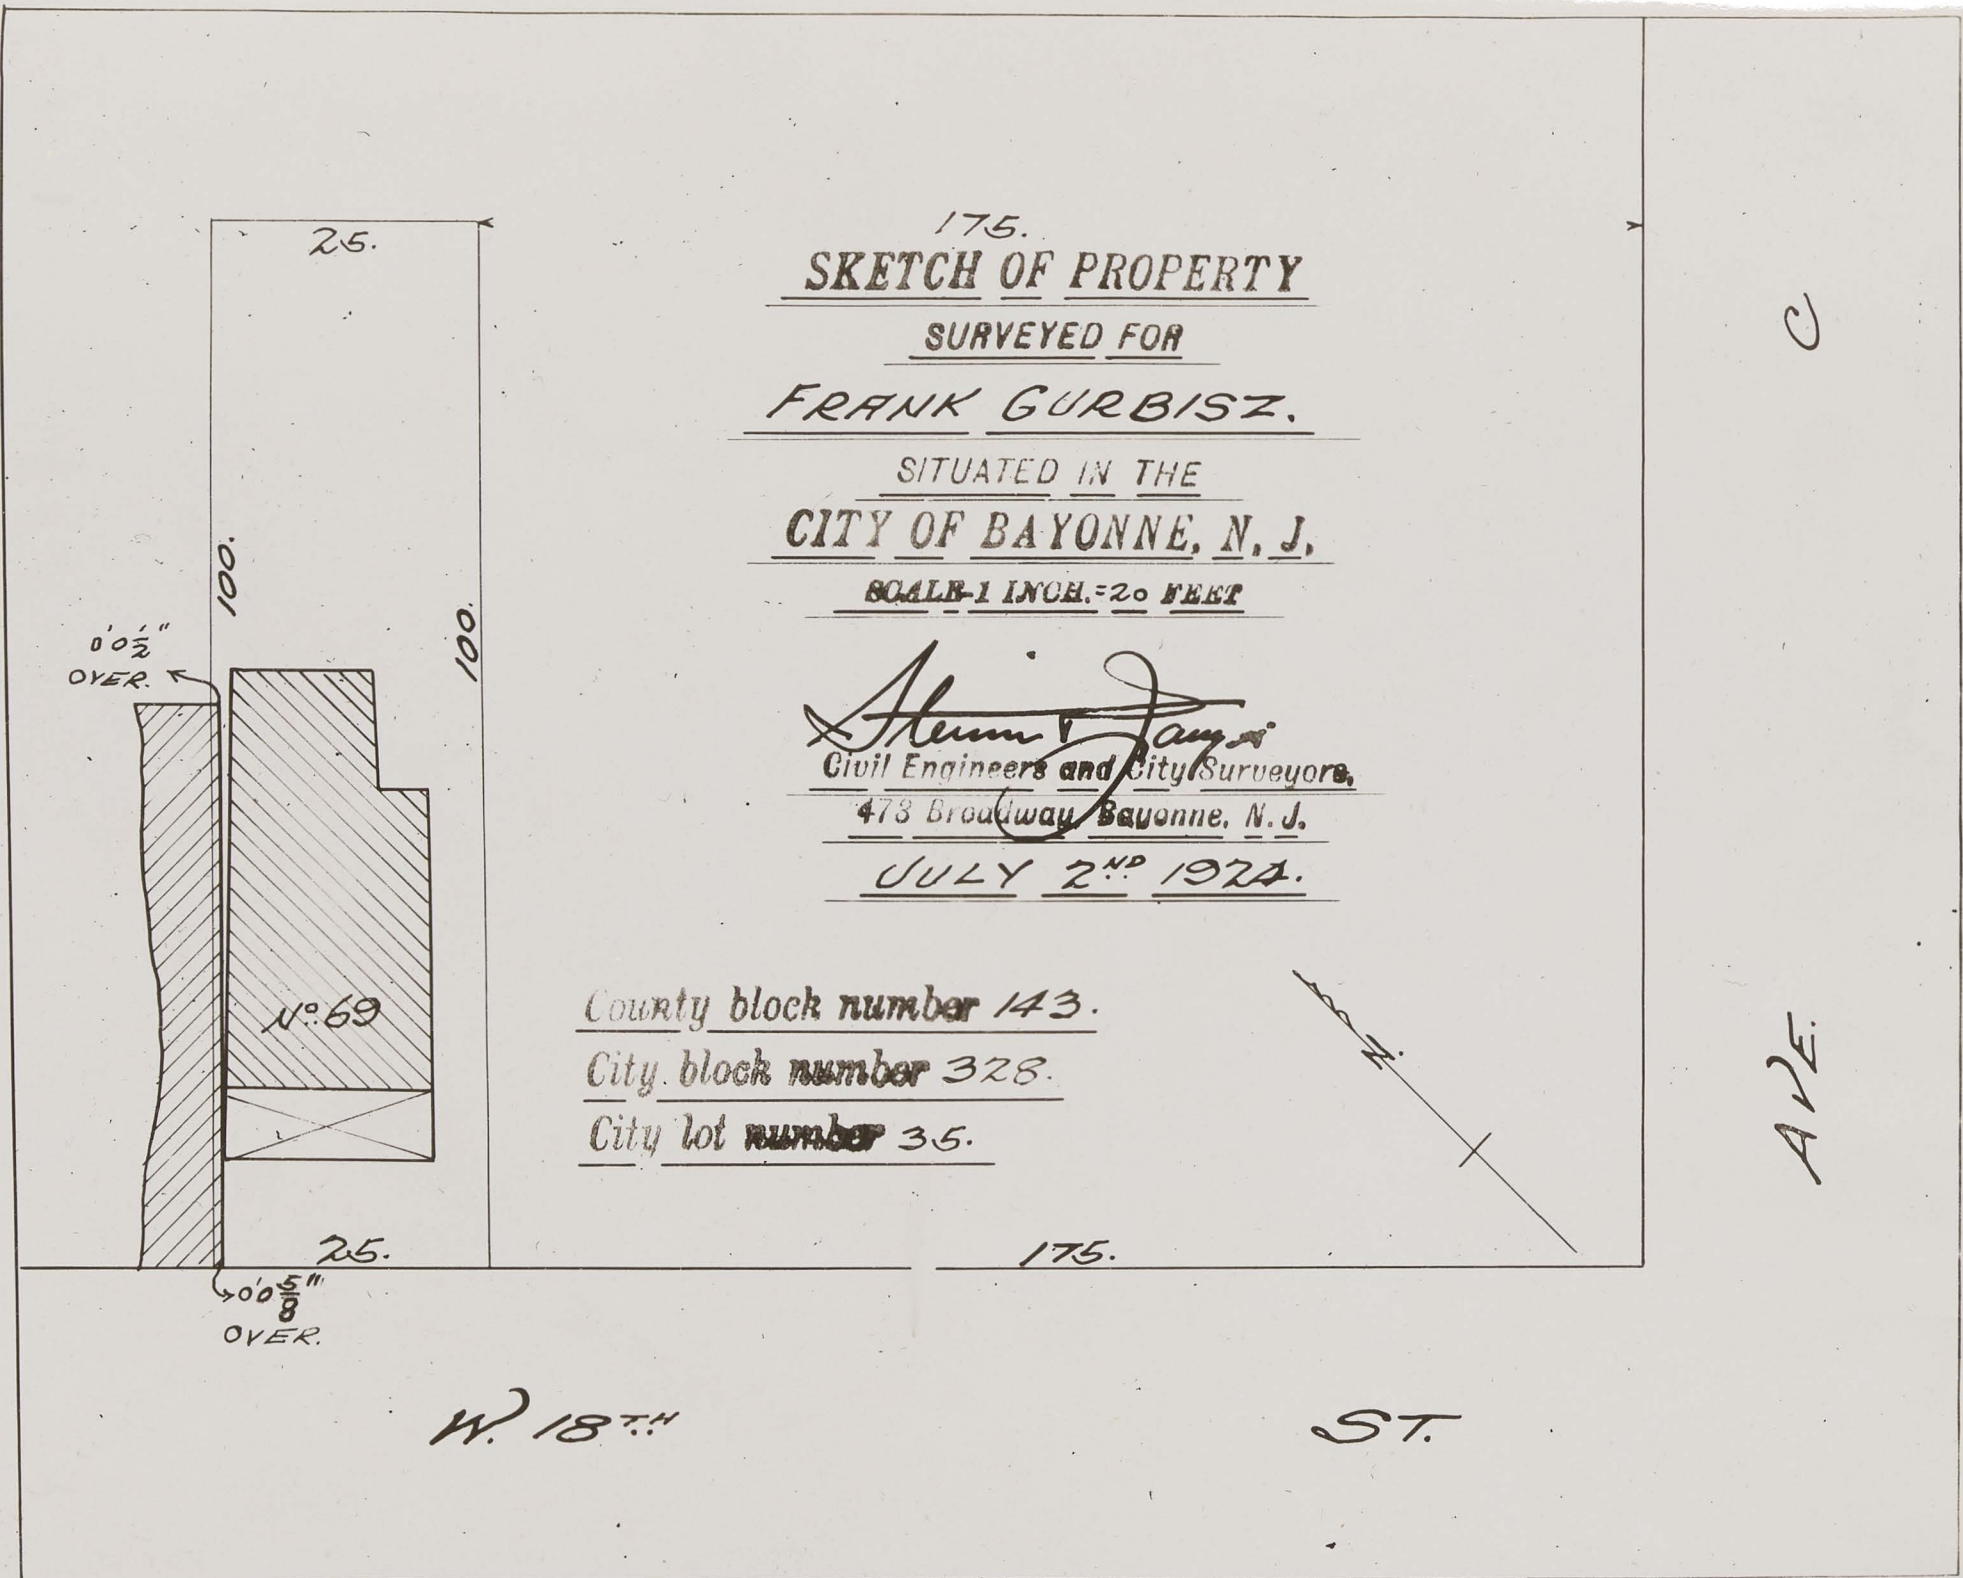 25.
175.
SKETCH OF PROPERTY
SURVEYED FOR
FRANK GURBISZ.
SITUATED IN THE
CITY OF BAYONNE, N. J.
SCALE-1 INCH.=20 FEET
100.
100.
0'0½"
OVER.
Civil Engineers and City Surveyors,
473 Broadway, Bayonne, N. J.
JULY 2ND 1924.
No. 69
County block number 143.
City block number 328.
City lot number 35.
N.
25.
175.
0'0⅝"
OVER.
W. 18TH ST.
C AVE.